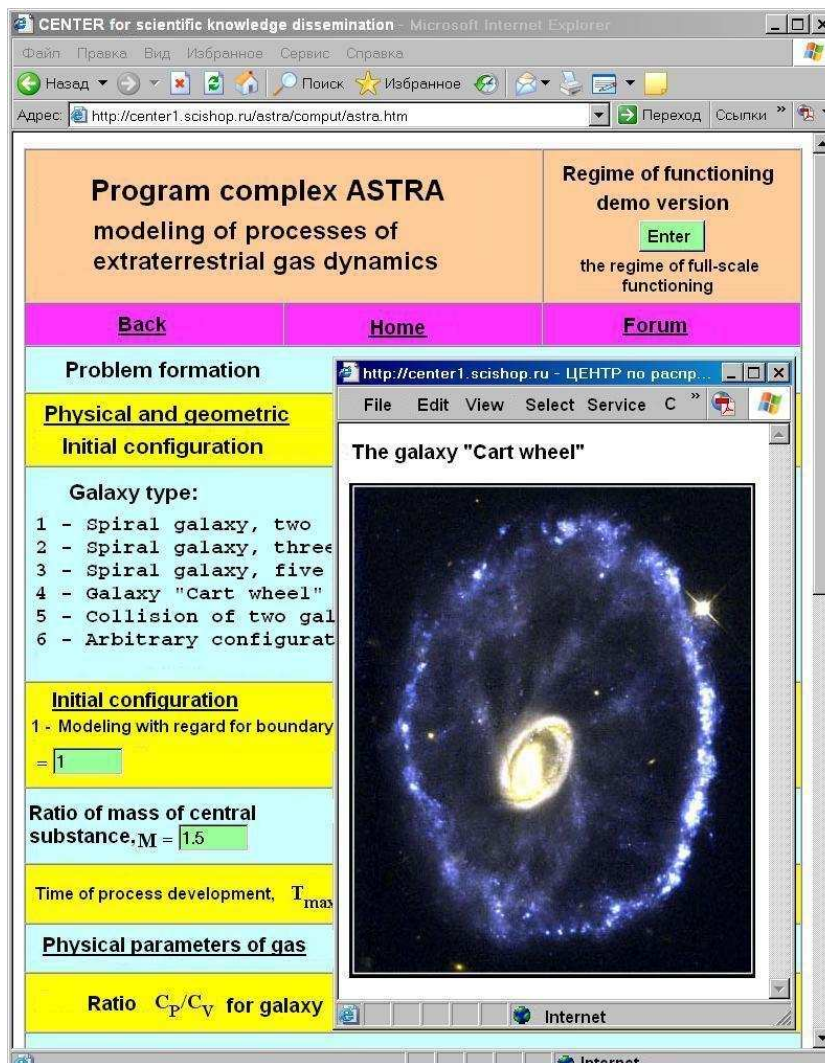 CENTER for scientific knowledge dissemination - Microsoft Internet Explorer
Файл Правка Вид Избранное Сервис Справка
Назад Поиск Избранное
Адрес: http://center1.scishop.ru/astra/comput/astra.htm Переход Ссылки »
Program complex ASTRA
modeling of processes of
extraterrestrial gas dynamics
Regime of functioning
demo version
Enter
the regime of full-scale
functioning
Back Home Forum
Problem formation
Physical and geometric
Initial configuration
Galaxy type:
1 - Spiral galaxy, two
2 - Spiral galaxy, three
3 - Spiral galaxy, five
4 - Galaxy "Cart wheel"
5 - Collision of two gal
6 - Arbitrary configurat
Initial configuration
1 - Modeling with regard for boundary
= 1
Ratio of mass of central
substance, M = 1.5
Time of process development, Tmax
Physical parameters of gas
Ratio CP/CV for galaxy
http://center1.scishop.ru - ЦЕНТР по распр...
File Edit View Select Service С »
The galaxy "Cart wheel"
Internet
Internet